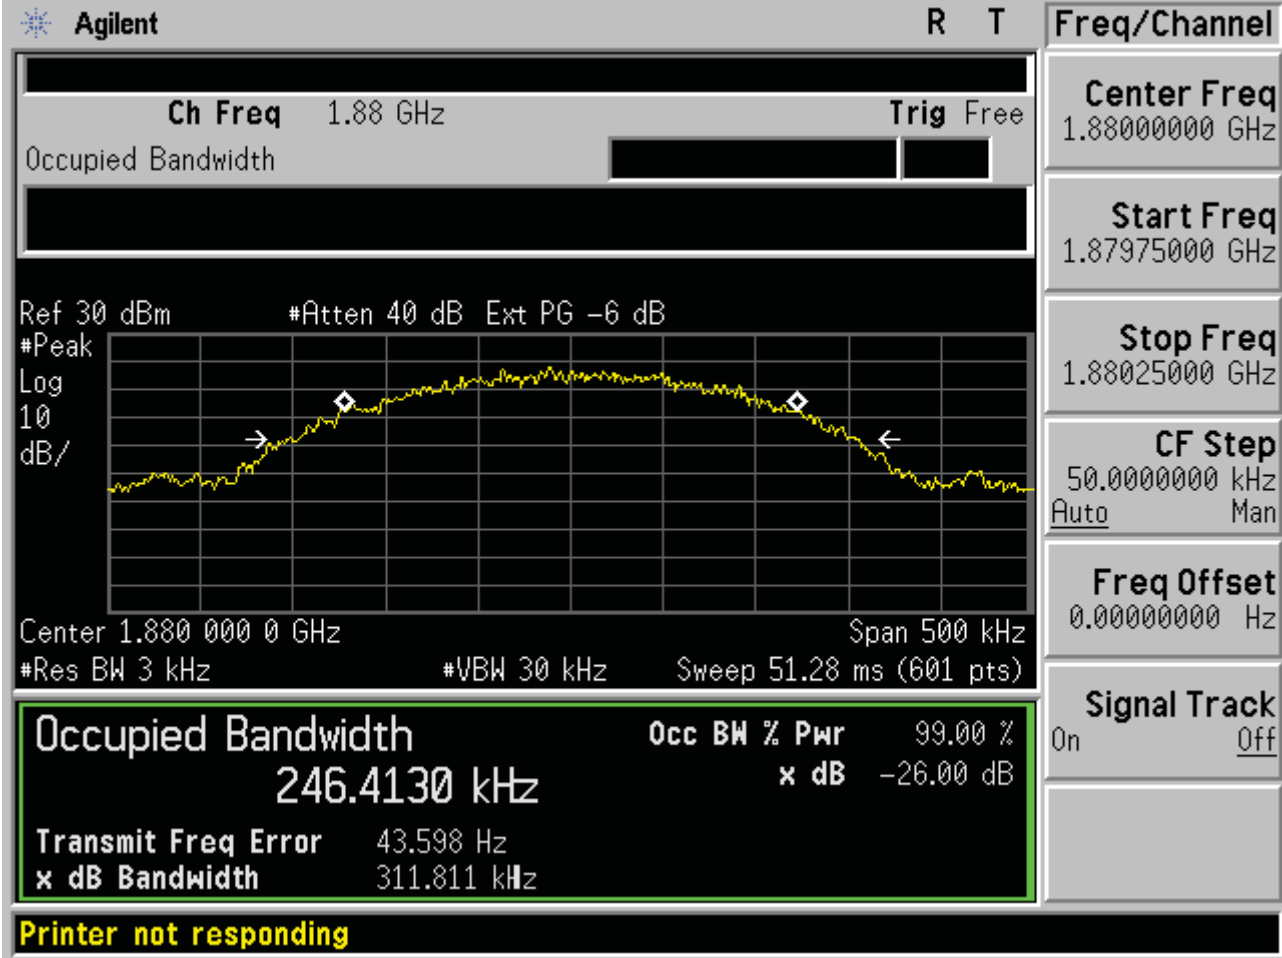 Agilent R T
Ch Freq 1.88 GHz Trig Free
Occupied Bandwidth
Ref 30 dBm #Atten 40 dB Ext PG -6 dB
#Peak
Log
10
dB/
Center 1.880 000 0 GHz Span 500 kHz
#Res BW 3 kHz #VBW 30 kHz Sweep 51.28 ms (601 pts)
Occupied Bandwidth
246.4130 kHz
Occ BW % Pwr 99.00 %
x dB -26.00 dB
Transmit Freq Error 43.598 Hz
x dB Bandwidth 311.811 kHz
Printer not responding
Freq/Channel
Center Freq
1.88000000 GHz
Start Freq
1.87975000 GHz
Stop Freq
1.88025000 GHz
CF Step
50.0000000 kHz
Auto Man
Freq Offset
0.00000000 Hz
Signal Track
On Off